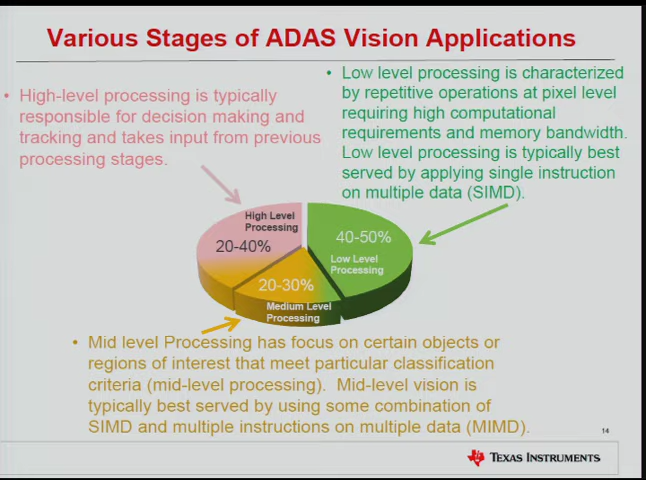 Various Stages of ADAS Vision Applications
• High-level processing is typically
responsible for decision making and
tracking and takes input from previous
processing stages.
• Low level processing is characterized
by repetitive operations at pixel level
requiring high computational
requirements and memory bandwidth.
Low level processing is typically best
served by applying single instruction
on multiple data (SIMD).
High Level
Processing
20-40%
40-50%
Low Level
Processing
20-30%
Medium Level
Processing
• Mid level Processing has focus on certain objects or
regions of interest that meet particular classification
criteria (mid-level processing). Mid-level vision is
typically best served by using some combination of
SIMD and multiple instructions on multiple data (MIMD).
14
TEXAS INSTRUMENTS